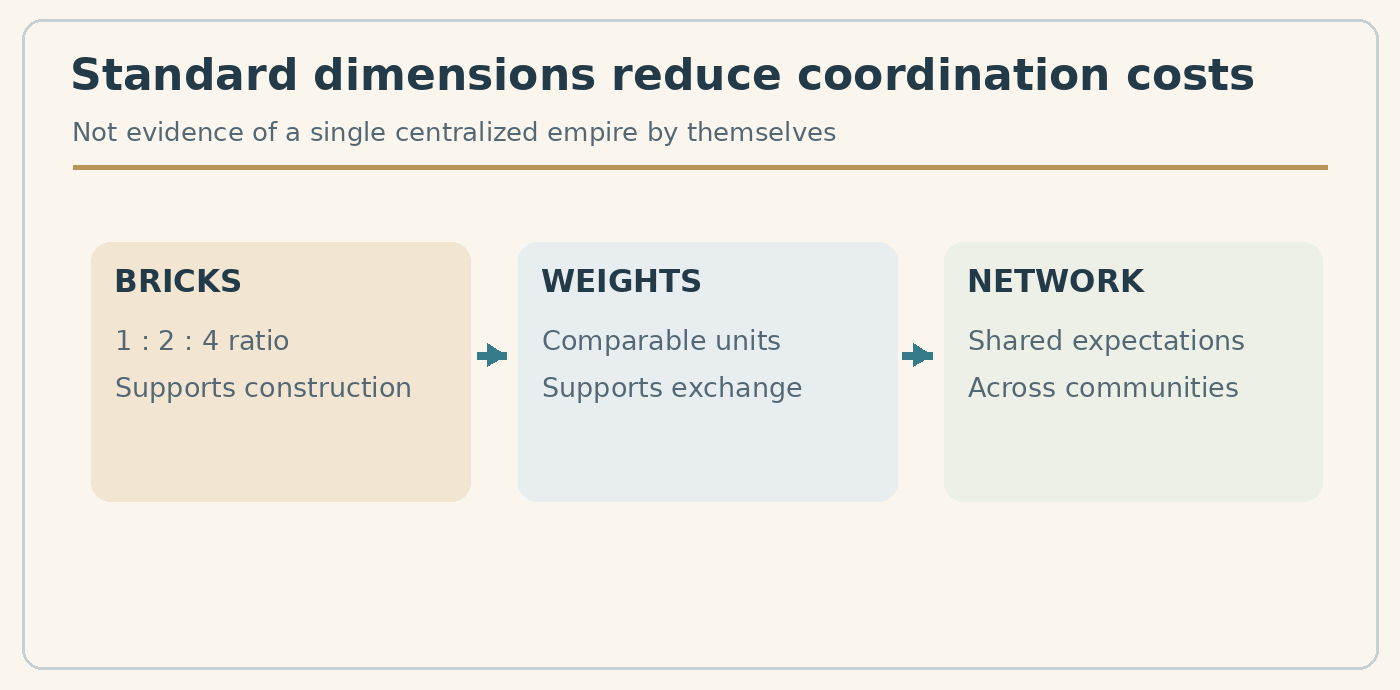 Standard dimensions reduce coordination costs
Not evidence of a single centralized empire by themselves
BRICKS
1 : 2 : 4 ratio
Supports construction
WEIGHTS
Comparable units
Supports exchange
NETWORK
Shared expectations
Across communities